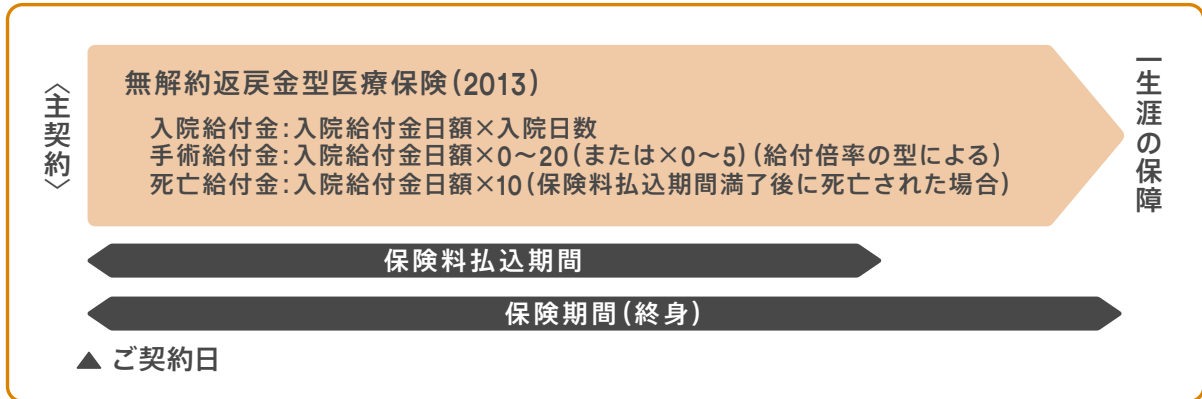 〈主契約〉
無解約返戻金型医療保険(2013)
入院給付金:入院給付金日額×入院日数
手術給付金:入院給付金日額×0〜20(または×0〜5)(給付倍率の型による)
死亡給付金:入院給付金日額×10(保険料払込期間満了後に死亡された場合)
一生涯の保障
保険料払込期間
保険期間(終身)
▲ ご契約日